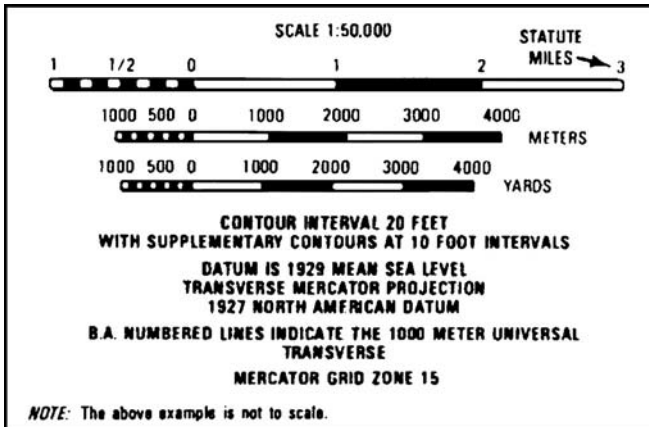 SCALE 1:50.000
STATUTE
MILES
1 1/2 0 1 2 3
1000 500 0 1000 2000 3000 4000 METERS
1000 500 0 1000 2000 3000 4000 YARDS
CONTOUR INTERVAL 20 FEET
WITH SUPPLEMENTARY CONTOURS AT 10 FOOT INTERVALS
DATUM IS 1929 MEAN SEA LEVEL
TRANSVERSE MERCATOR PROJECTION
1927 NORTH AMERICAN DATUM
B.A. NUMBERED LINES INDICATE THE 1000 METER UNIVERSAL
TRANSVERSE
MERCATOR GRID ZONE 15
NOTE: The above example is not to scale.